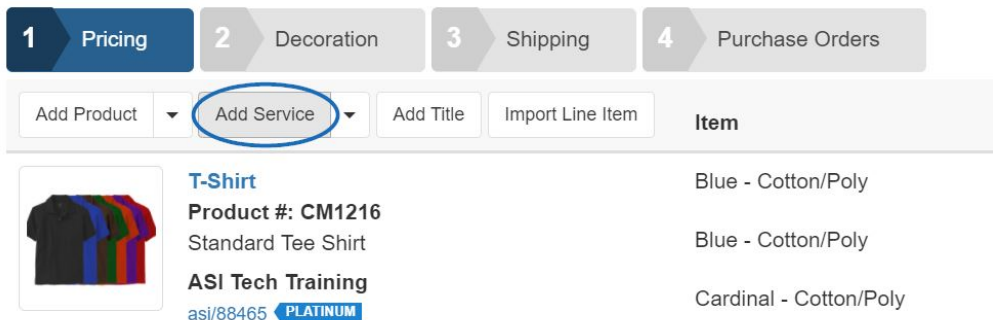 1 Pricing 2 Decoration 3 Shipping 4 Purchase Orders
Add Product Add Service Add Title Import Line Item Item
T-Shirt Blue - Cotton/Poly
Product #: CM1216
Standard Tee Shirt Blue - Cotton/Poly
ASI Tech Training
asi/88465 PLATINUM Cardinal - Cotton/Poly